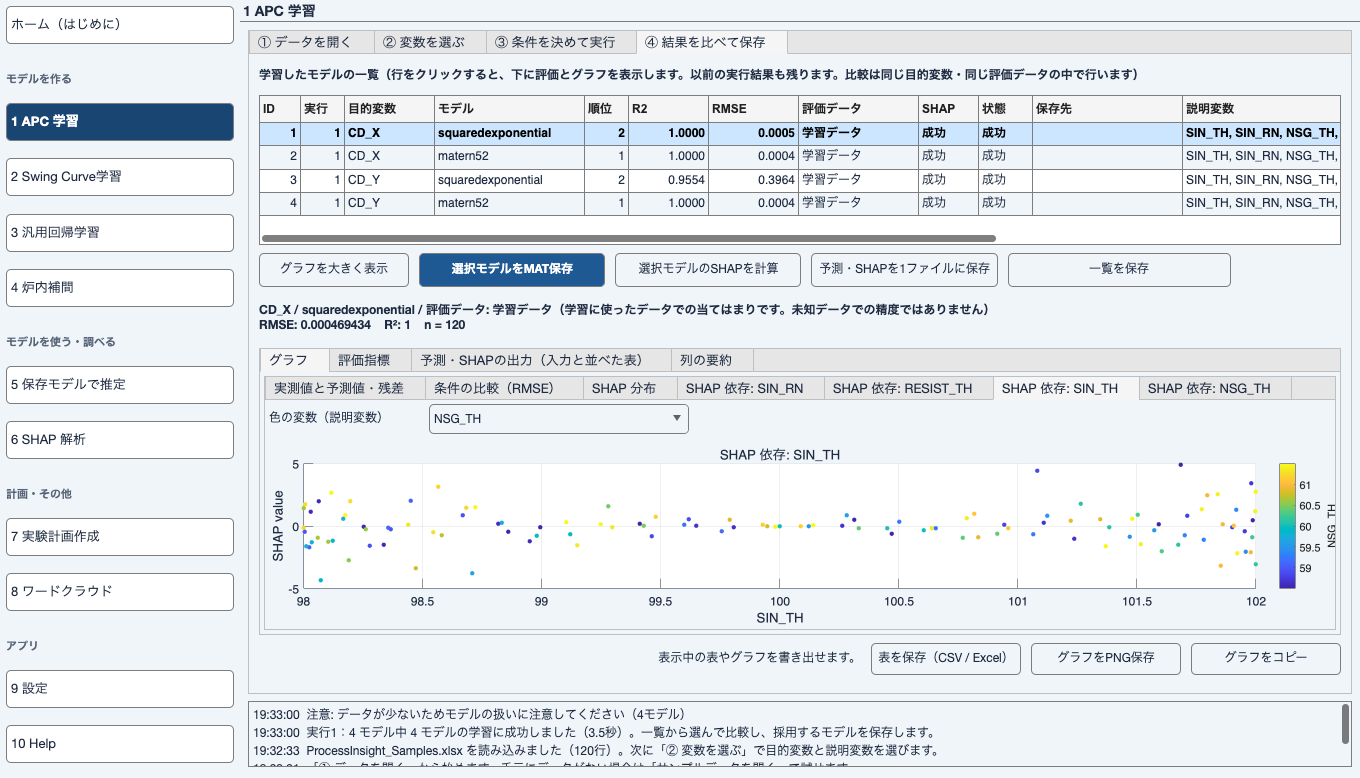 ホーム（はじめに）
モデルを作る
1 APC 学習
2 Swing Curve学習
3 汎用回帰学習
4 炉内補間
モデルを使う・調べる
5 保存モデルで推定
6 SHAP 解析
計画・その他
7 実験計画作成
8 ワードクラウド
アプリ
9 設定
10 Help
1 APC 学習
① データを開く ② 変数を選ぶ ③ 条件を決めて実行 ④ 結果を比べて保存
学習したモデルの一覧（行をクリックすると、下に評価とグラフを表示します。以前の実行結果も残ります。比較は同じ目的変数・同じ評価データの中で行います）
ID 実行 目的変数 モデル 順位 R2 RMSE 評価データ SHAP 状態 保存先 説明変数
1 1 CD_X squaredexponential 2 1.0000 0.0005 学習データ 成功 成功 SIN_TH, SIN_RN, NSG_TH,
2 1 CD_X matern52 1 1.0000 0.0004 学習データ 成功 成功 SIN_TH, SIN_RN, NSG_TH,
3 1 CD_Y squaredexponential 2 0.9554 0.3964 学習データ 成功 成功 SIN_TH, SIN_RN, NSG_TH,
4 1 CD_Y matern52 1 1.0000 0.0004 学習データ 成功 成功 SIN_TH, SIN_RN, NSG_TH,
グラフを大きく表示 選択モデルをMAT保存 選択モデルのSHAPを計算 予測・SHAPを1ファイルに保存 一覧を保存
CD_X / squaredexponential / 評価データ: 学習データ（学習に使ったデータでの当てはまりです。未知データでの精度ではありません）
RMSE: 0.000469434 R²: 1 n = 120
グラフ 評価指標 予測・SHAPの出力（入力と並べた表） 列の要約
実測値と予測値・残差 条件の比較（RMSE） SHAP 分布 SHAP 依存: SIN_RN SHAP 依存: RESIST_TH SHAP 依存: SIN_TH SHAP 依存: NSG_TH
色の変数（説明変数） NSG_TH
SHAP 依存: SIN_TH
SHAP value
5
0
-5
98 98.5 99 99.5 100 100.5 101 101.5 102
SIN_TH
61
60.5
60
59.5
59
NSG_TH
表示中の表やグラフを書き出せます。 表を保存（CSV / Excel） グラフをPNG保存 グラフをコピー
19:33:00 注意: データが少ないためモデルの扱いに注意してください（4モデル）
19:33:00 実行1：4 モデル中 4 モデルの学習に成功しました（3.5秒）。一覧から選んで比較し、採用するモデルを保存します。
19:32:33 ProcessInsight_Samples.xlsx を読み込みました（120行）。次に「② 変数を選ぶ」で目的変数と説明変数を選びます。